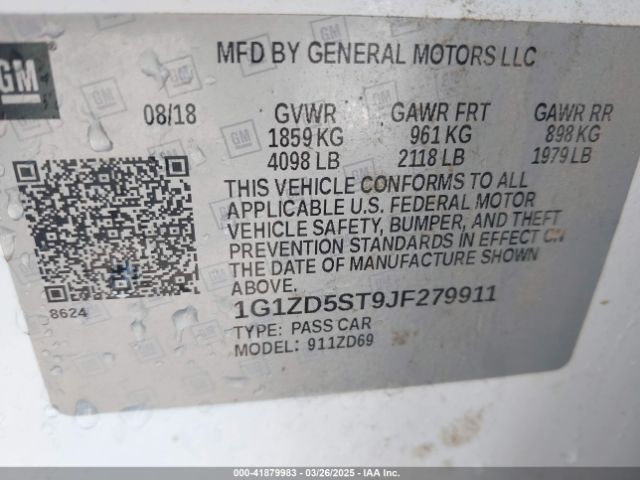 GM
MFD BY GENERAL MOTORS LLC
08/18 GVWR GAWR FRT GAWR RR
1859 KG 961 KG 898 KG
4098 LB 2118 LB 1979 LB
THIS VEHICLE CONFORMS TO ALL
APPLICABLE U.S. FEDERAL MOTOR
VEHICLE SAFETY, BUMPER, AND THEFT
PREVENTION STANDARDS IN EFFECT ON
THE DATE OF MANUFACTURE SHOWN
ABOVE.
8624
1G1ZD5ST9JF279911
TYPE: PASS CAR
MODEL: 911ZD69
000-41879983 / 03/26/2025 / COPART